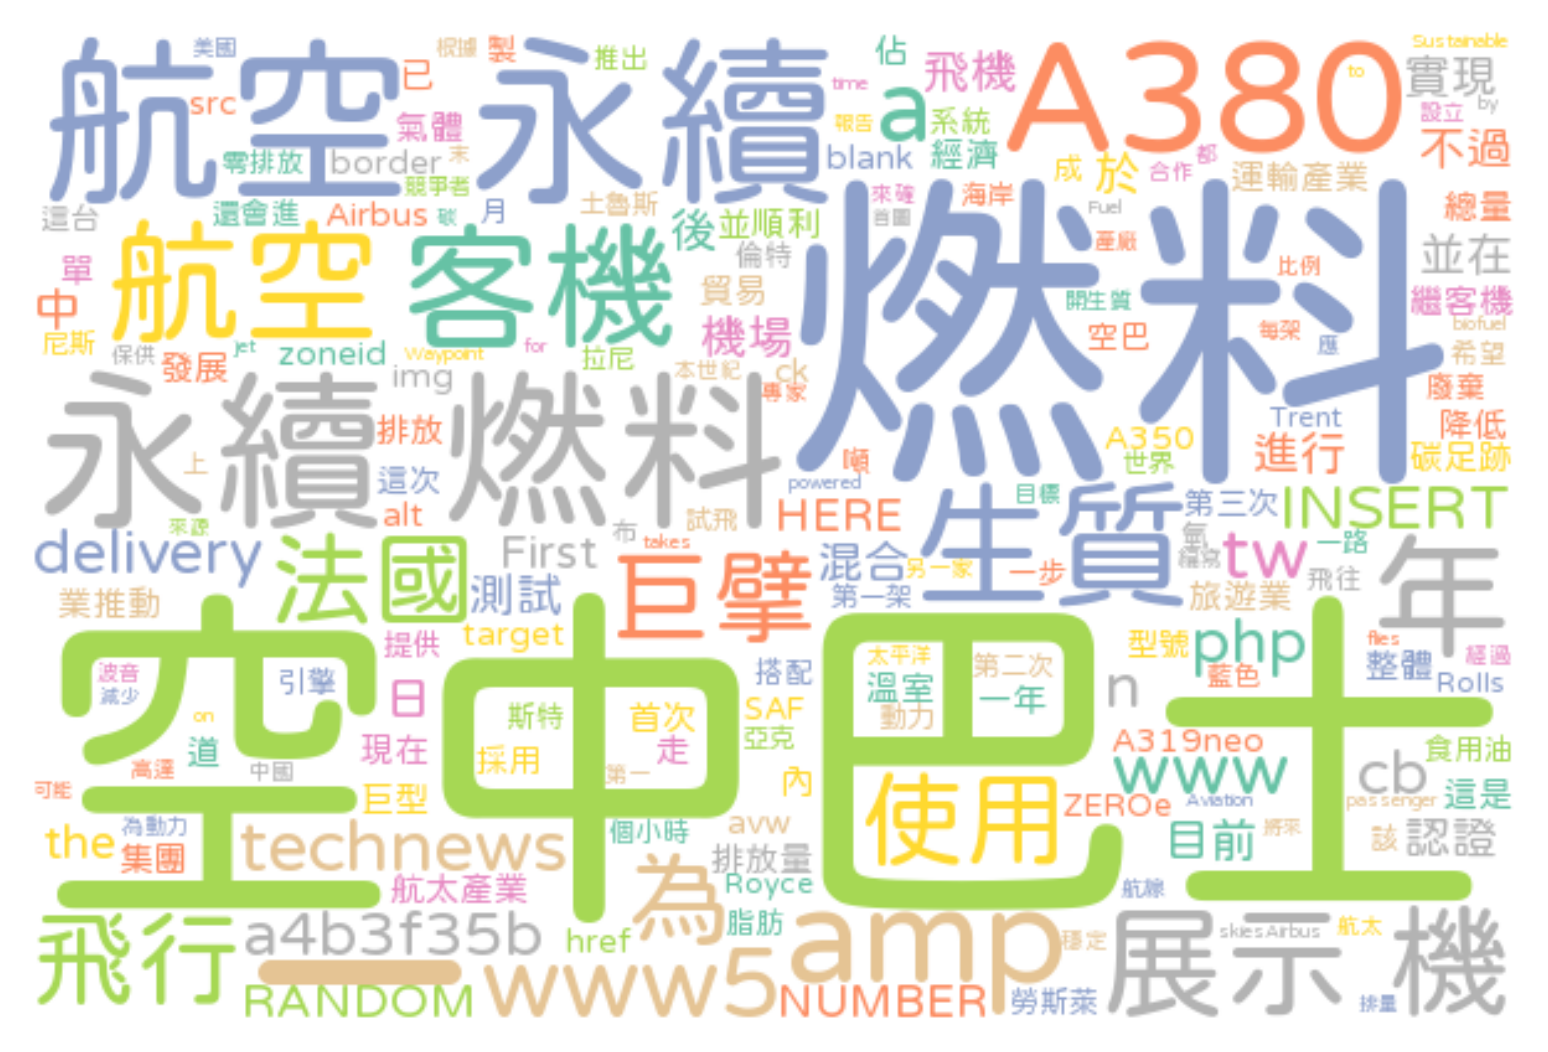 航空 永續 A380
美國 根據 製 推出 佔 飛機 Sustainable
src 已 氣體 time a to 實現 by
報告 系統 設立
零排放 border 末 blank 經濟 成 於 合作 都 運輸產業 不過
競爭者 來確 海岸
這台 還會進 Airbus 碳 月 土魯斯 後 並順利 首圖 Fuel 總量
航空 客機 燃料
單 倫特 產廠 比例 並在
中 貿易 開生質 繼客機
尼斯 機場 空巴 每架 應 biofuel
保供 發展 jet zoneid Waypoint for 拉尼 希望
img 本世紀 ck 專家 廢棄
永續 燃料
排放 Trent 降低
上 這次 噸 A350 世界 進行 碳足跡
powered 目標
alt 試飛 HERE 生質 第三次 INSERT
來源 布 takes 氣 一路
delivery 法國 First 巨擘 混合 另一家 一步 tw 飛往 年
業推動 測試 第一架 旅遊業
空中巴士
提供 target 型號 php flies 經過
波音 減少 引擎 搭配 太平洋 第二次 藍色 整體 Rolls
日 斯特 首次 SAF 溫室 一年 n
on 動力
道 現在 採用 走 亞克 A319neo 食用油
高達 中國 第一 內 使用 www cb
可能 巨型 ZEROe Aviation passenger 這是
the 為動力 technews 個小時 avw 目前 將來 該 認證
集團 航太產業 為 排放量 Royce 航線
飛行 a4b3f35b href 脂肪 amp 穩定 展示 skiesAirbus 航太 機
RANDOM www5 NUMBER 勞斯萊 排量